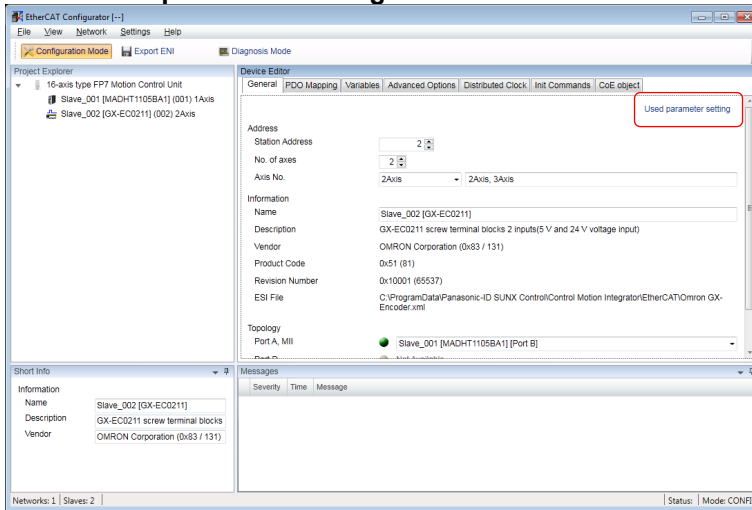 EtherCAT Configurator [--]
File View Network Settings Help
Configuration Mode Export ENI Diagnosis Mode
Project Explorer
16-axis type FP7 Motion Control Unit
Slave_001 [MADHT1105BA1] (001) 1Axis
Slave_002 [GX-EC0211] (002) 2Axis
Device Editor
General PDO Mapping Variables Advanced Options Distributed Clock Init Commands CoE object
Used parameter setting
Address
Station Address 2
No. of axes 2
Axis No. 2Axis 2Axis, 3Axis
Information
Name Slave_002 [GX-EC0211]
Description GX-EC0211 screw terminal blocks 2 inputs(5 V and 24 V voltage input)
Vendor OMRON Corporation (0x83 / 131)
Product Code 0x51 (81)
Revision Number 0x10001 (65537)
ESI File C:\ProgramData\Panasonic-ID SUNX Control\Control Motion Integrator\EtherCAT\Omron GX-
Encoder.xml
Topology
Port A, MII Slave_001 [MADHT1105BA1] [Port B]
Short Info
Information
Name Slave_002 [GX-EC0211]
Description GX-EC0211 screw terminal blocks
Vendor OMRON Corporation (0x83 / 131)
Messages
Severity Time Message
Networks: 1 Slaves: 2 Status: Mode: CONFI